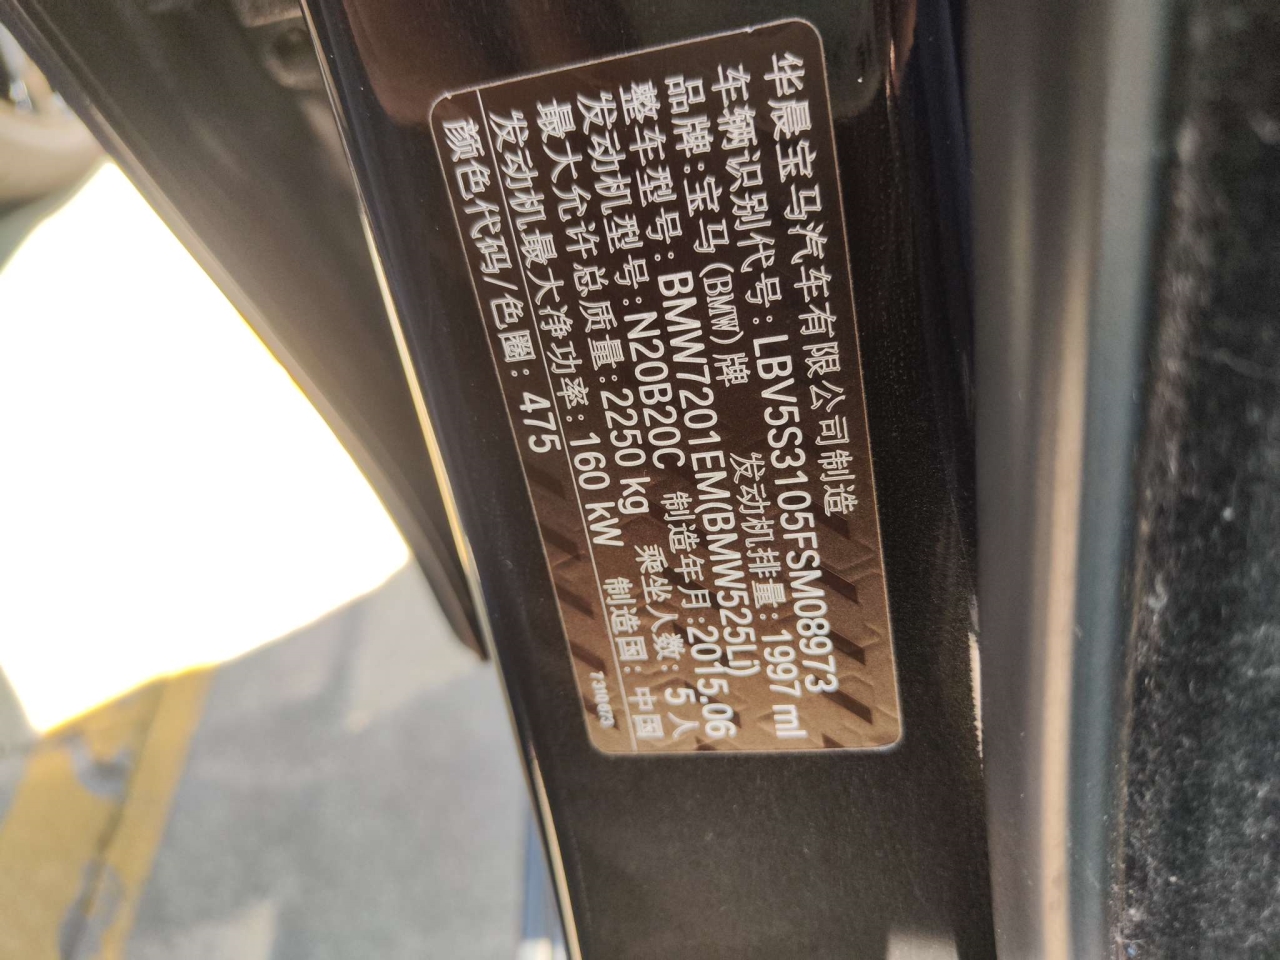 华晨宝马汽车有限公司制造
车辆识别代号：LBV5S3105FSM08973
品牌：宝马(BMW)牌 发动机排量：1997 ml
整车型号：BMW7201EM(BMW525Li)
发动机型号：N20B20C 制造年月：2015.06
最大允许总质量：2250 kg 乘坐人数：5人
发动机最大净功率：160 kW 制造国：中国
颜色代码/色圈：475